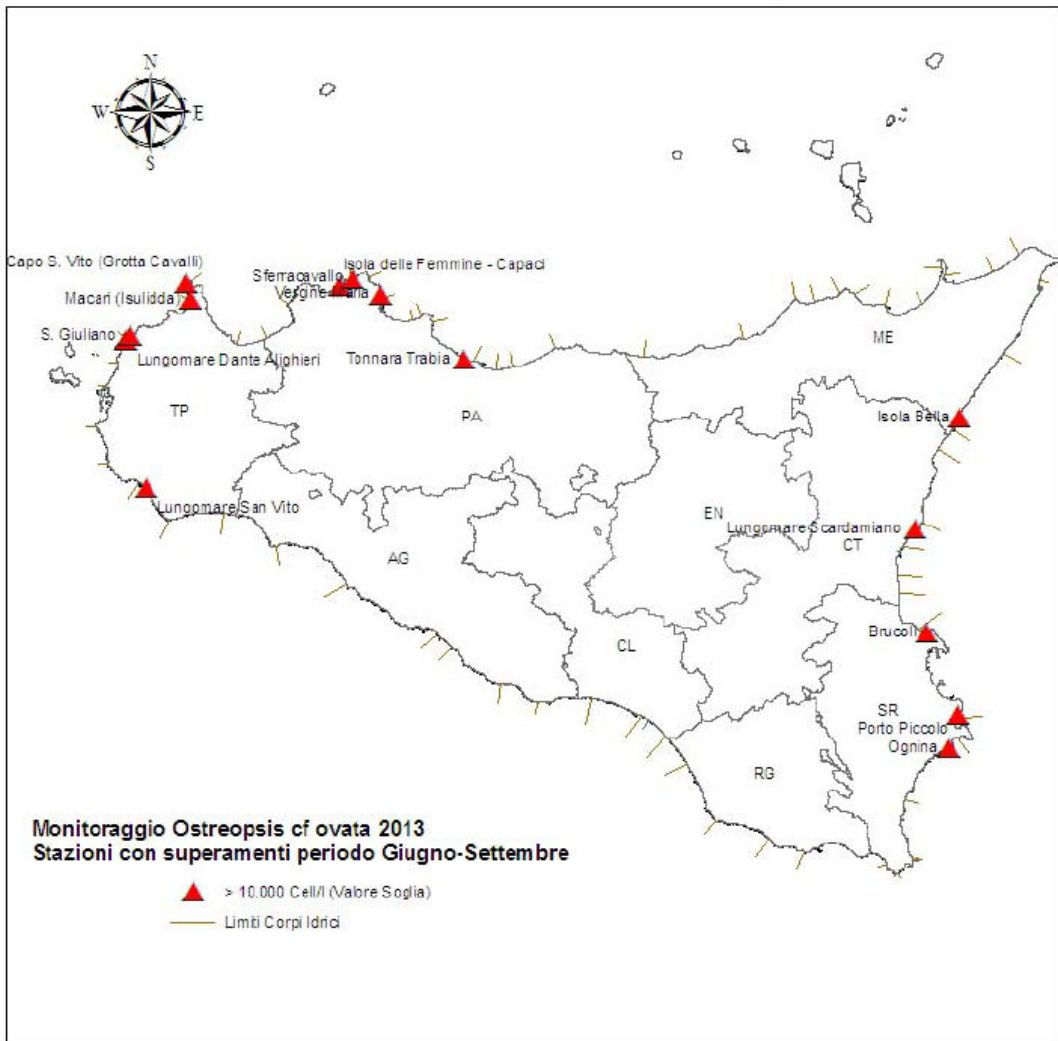 N
W E
S
Capo S. Vito (Grotta Cavalli)
Isola delle Femmine - Capaci
Sferracavallo
Macari (Isulidda)
S. Giuliano
Lungomare Dante Alighieri
Tonnara Trabia
ME
TP
PA
Isola Bella
Lungomare San Vito
EN
Lungomare Scardamiano
CT
AG
Brucoli
CL
SR
Porto Piccolo
Ognina
RG
Monitoraggio Ostreopsis cf ovata 2013
Stazioni con superamenti periodo Giugno-Settembre
> 10.000 Cell/l (Valore Soglia)
Limiti Corpi Idrici